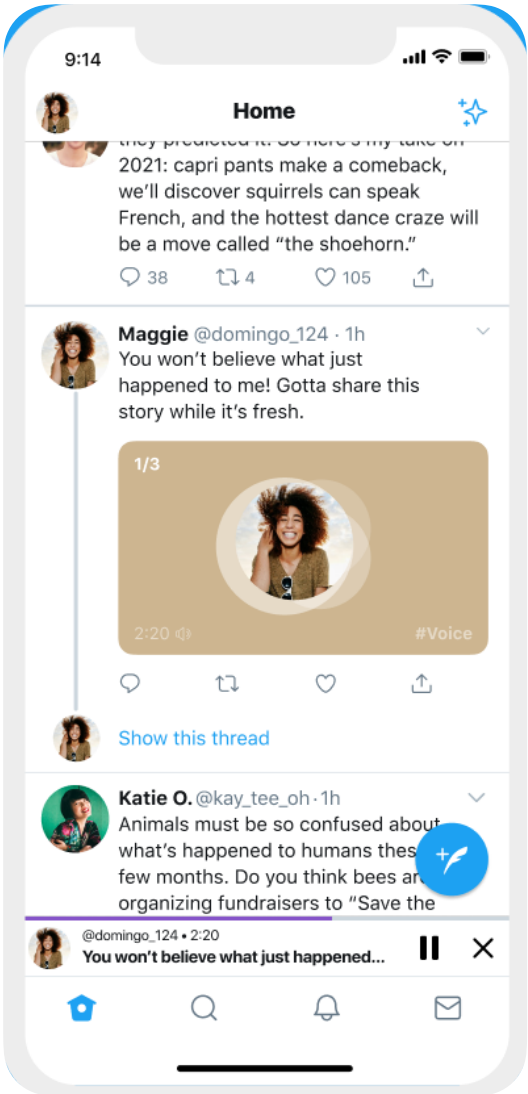 9:14
Home
they predicted it! So here's my take on
2021: capri pants make a comeback,
we'll discover squirrels can speak
French, and the hottest dance craze will
be a move called “the shoehorn.”
38 4 105
Maggie @domingo_124 · 1h
You won't believe what just
happened to me! Gotta share this
story while it's fresh.
1/3
2:20 #Voice
Show this thread
Katie O. @kay_tee_oh · 1h
Animals must be so confused about
what's happened to humans thes
few months. Do you think bees ar
organizing fundraisers to “Save the
@domingo_124 • 2:20
You won't believe what just happened...